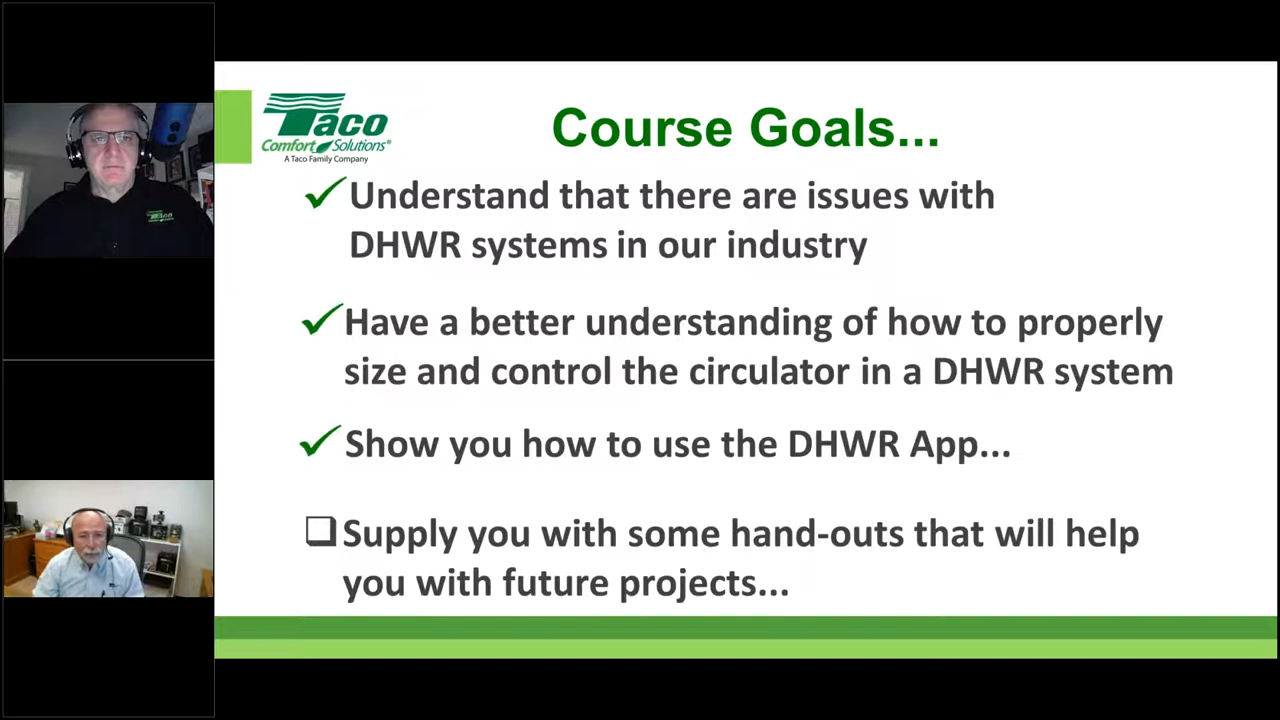 Taco
Comfort Solutions®
A Taco Family Company
Course Goals...
Understand that there are issues with
DHWR systems in our industry
Have a better understanding of how to properly
size and control the circulator in a DHWR system
Show you how to use the DHWR App...
Supply you with some hand-outs that will help
you with future projects...
Taco